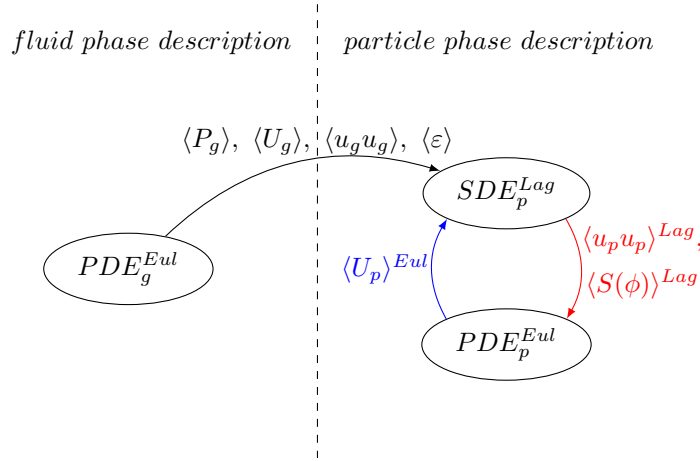 fluid phase description
particle phase description
⟨P_g⟩, ⟨U_g⟩, ⟨u_g u_g⟩, ⟨ε⟩
SDE_p^{Lag}
⟨u_p u_p⟩^{Lag},
PDE_g^{Eul}
⟨U_p⟩^{Eul}
⟨S(ϕ)⟩^{Lag}
PDE_p^{Eul}